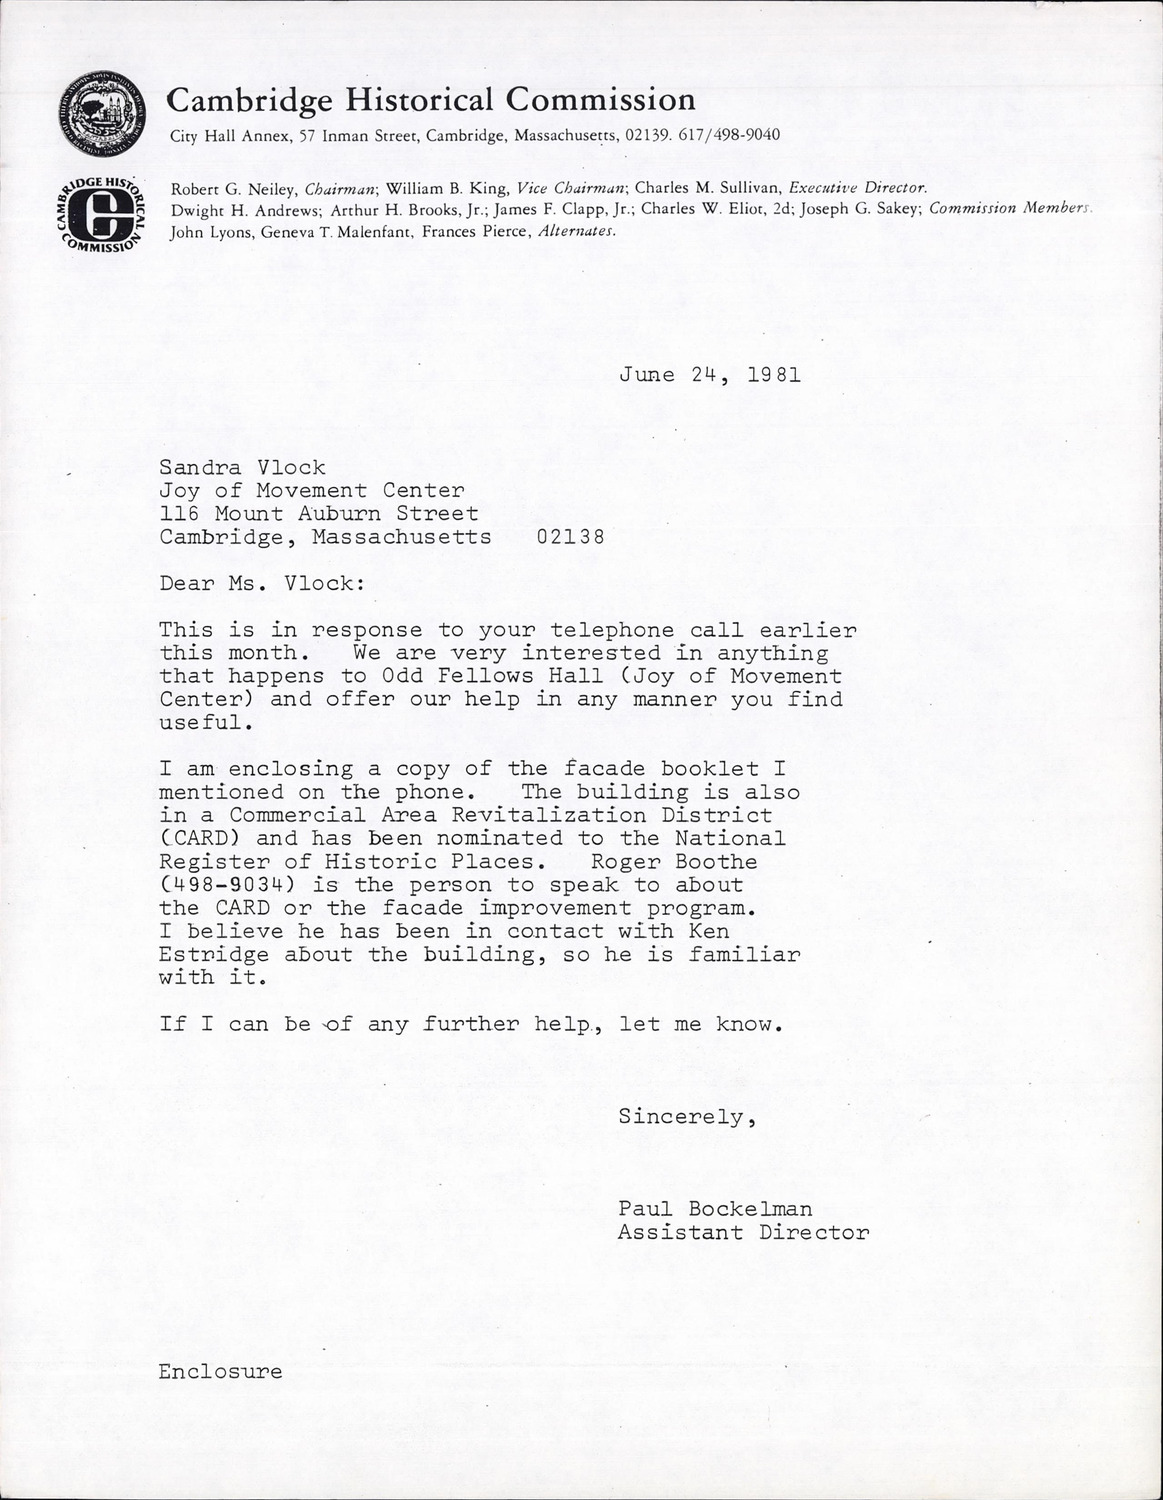 Cambridge Historical Commission
City Hall Annex, 57 Inman Street, Cambridge, Massachusetts, 02139. 617/498-9040
CAMBRIDGE HISTORICAL COMMISSION
Robert G. Neiley, Chairman; William B. King, Vice Chairman; Charles M. Sullivan, Executive Director.
Dwight H. Andrews; Arthur H. Brooks, Jr.; James F. Clapp, Jr.; Charles W. Eliot, 2d; Joseph G. Sakey; Commission Members.
John Lyons, Geneva T. Malenfant, Frances Pierce, Alternates.
June 24, 1981
Sandra Vlock
Joy of Movement Center
116 Mount Auburn Street
Cambridge, Massachusetts 02138
Dear Ms. Vlock:
This is in response to your telephone call earlier
this month. We are very interested in anything
that happens to Odd Fellows Hall (Joy of Movement
Center) and offer our help in any manner you find
useful.
I am enclosing a copy of the facade booklet I
mentioned on the phone. The building is also
in a Commercial Area Revitalization District
(CARD) and has been nominated to the National
Register of Historic Places. Roger Boothe
(498-9034) is the person to speak to about
the CARD or the facade improvement program.
I believe he has been in contact with Ken
Estridge about the building, so he is familiar
with it.
If I can be of any further help, let me know.
Sincerely,
Paul Bockelman
Assistant Director
Enclosure